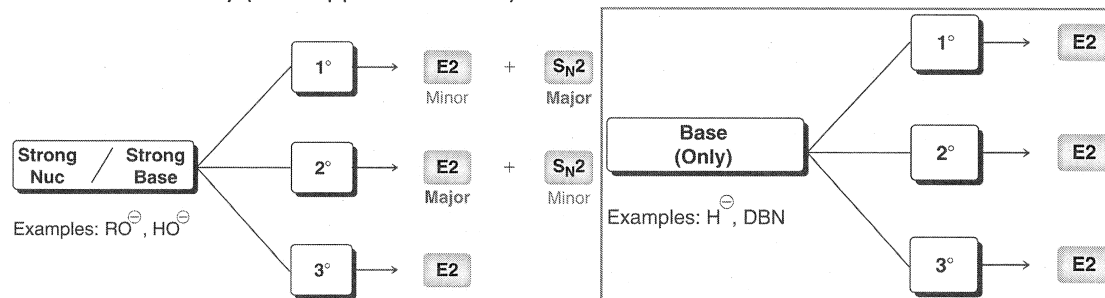 1° E2 + SN2
Minor Major
Strong Nuc / Strong Base 2° E2 + SN2
Major Minor
Examples: RO⊖, HO⊖
3° E2
1° E2
Base
(Only)
2° E2
Examples: H⊖, DBN
3° E2